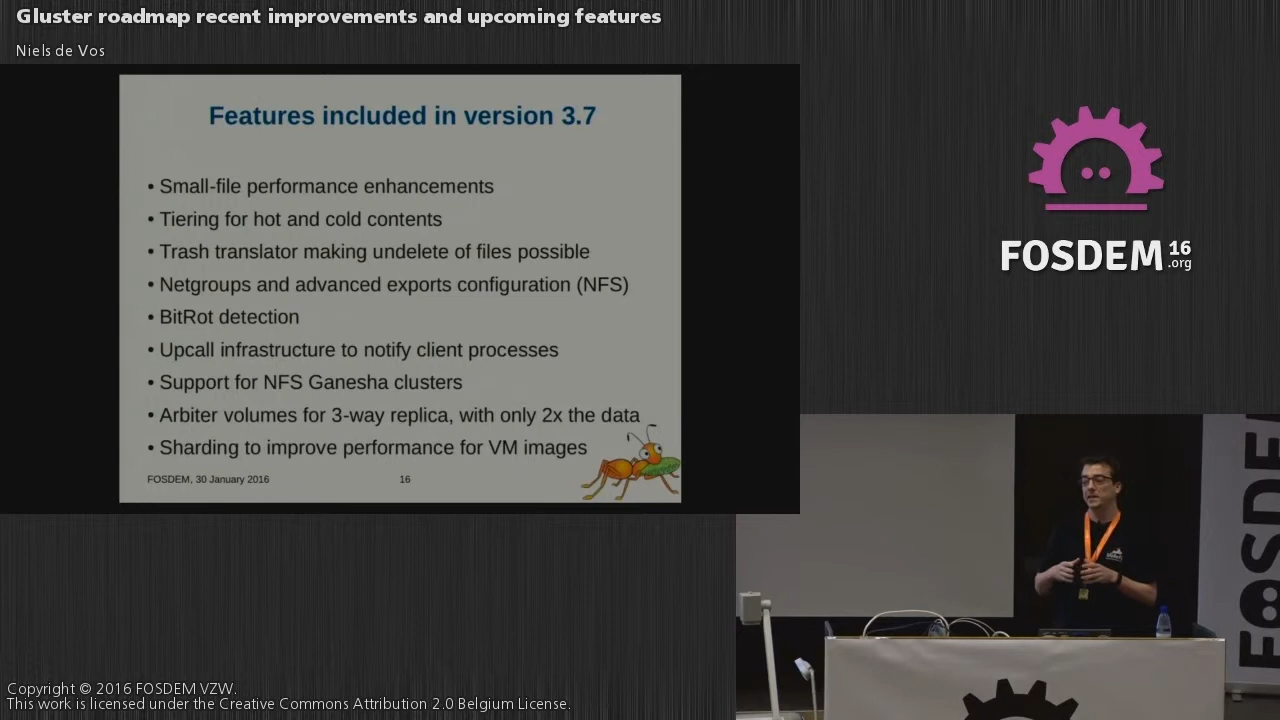 Gluster roadmap recent improvements and upcoming features
Niels de Vos
Features included in version 3.7
• Small-file performance enhancements
• Tiering for hot and cold contents
• Trash translator making undelete of files possible
• Netgroups and advanced exports configuration (NFS)
• BitRot detection
• Upcall infrastructure to notify client processes
• Support for NFS Ganesha clusters
• Arbiter volumes for 3-way replica, with only 2x the data
• Sharding to improve performance for VM images
FOSDEM, 30 January 2016 16
FOSDEM 16
.org
FOSDE
Copyright © 2016 FOSDEM VZW.
This work is licensed under the Creative Commons Attribution 2.0 Belgium License.